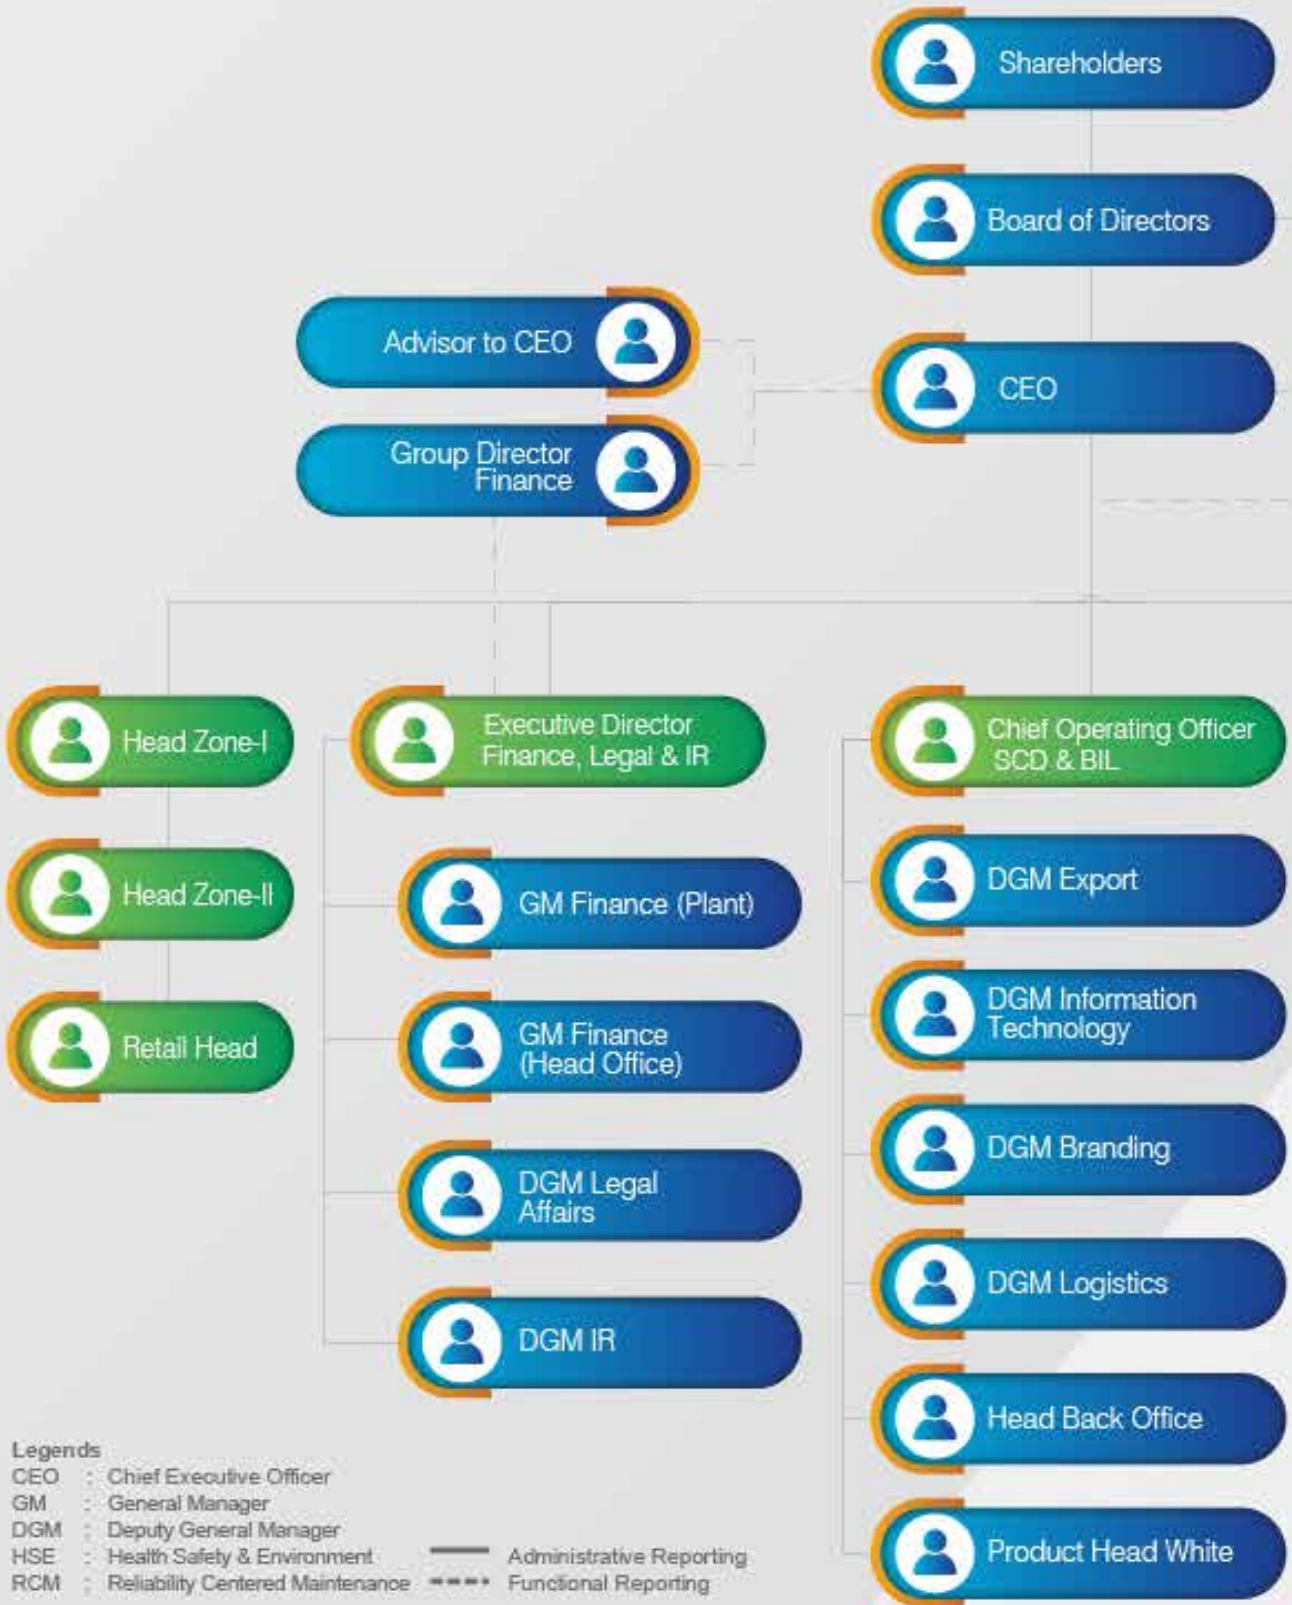 Shareholders
Board of Directors
Advisor to CEO
CEO
Group Director
Finance
Head Zone-I
Head Zone-II
Retail Head
Executive Director
Finance, Legal & IR
GM Finance (Plant)
GM Finance
(Head Office)
DGM Legal
Affairs
DGM IR
Chief Operating Officer
SCD & BIL
DGM Export
DGM Information
Technology
DGM Branding
DGM Logistics
Head Back Office
Product Head White
Legends
CEO : Chief Executive Officer
GM : General Manager
DGM : Deputy General Manager
HSE : Health Safety & Environment
RCM : Reliability Centered Maintenance
Administrative Reporting
Functional Reporting